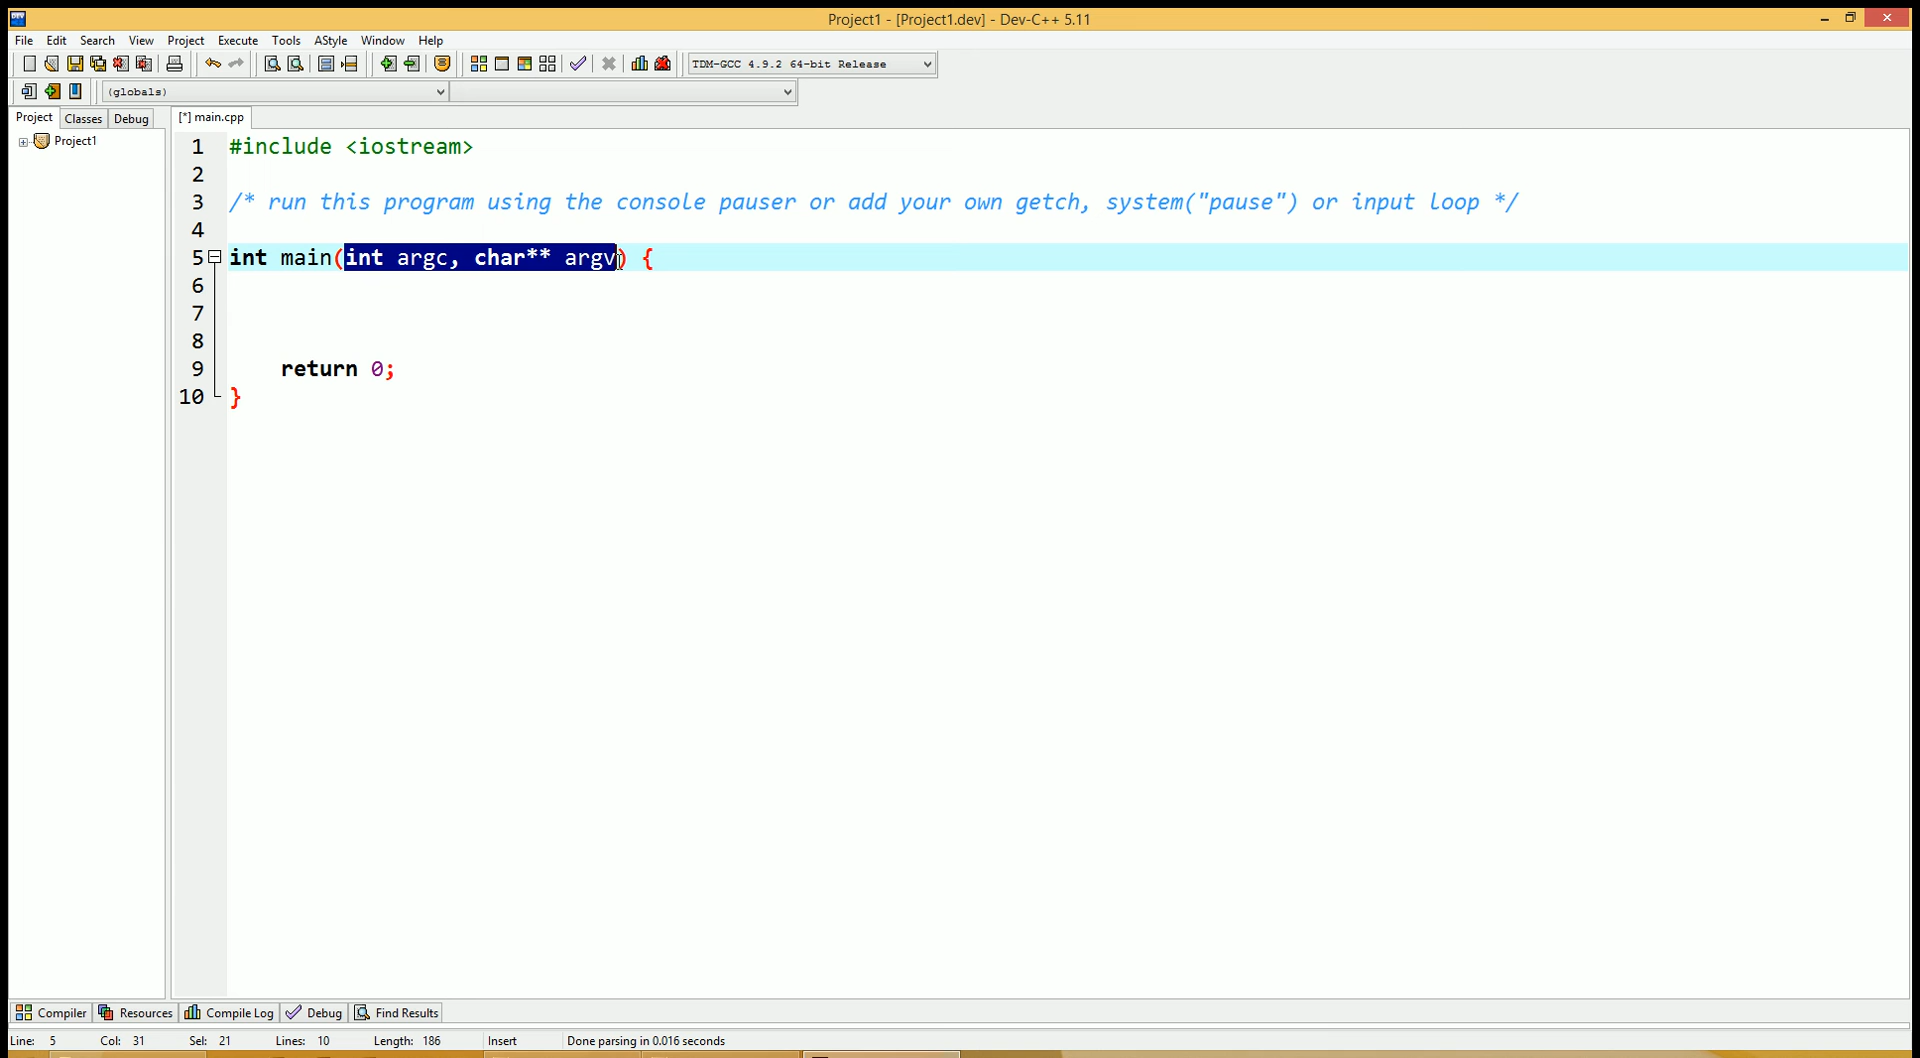 Project1 - [Project1.dev] - Dev-C++ 5.11
File Edit Search View Project Execute Tools AStyle Window Help
TDM-GCC 4.9.2 64-bit Release
(globals)
Project Classes Debug [*] main.cpp
Project1
1 #include <iostream>
2
3 /* run this program using the console pauser or add your own getch, system("pause") or input loop */
4
5 int main(int argc, char** argv) {
6
7
8
9 return 0;
10 }
Compiler Resources Compile Log Debug Find Results
Line: 5 Col: 31 Sel: 21 Lines: 10 Length: 186 Insert Done parsing in 0.016 seconds